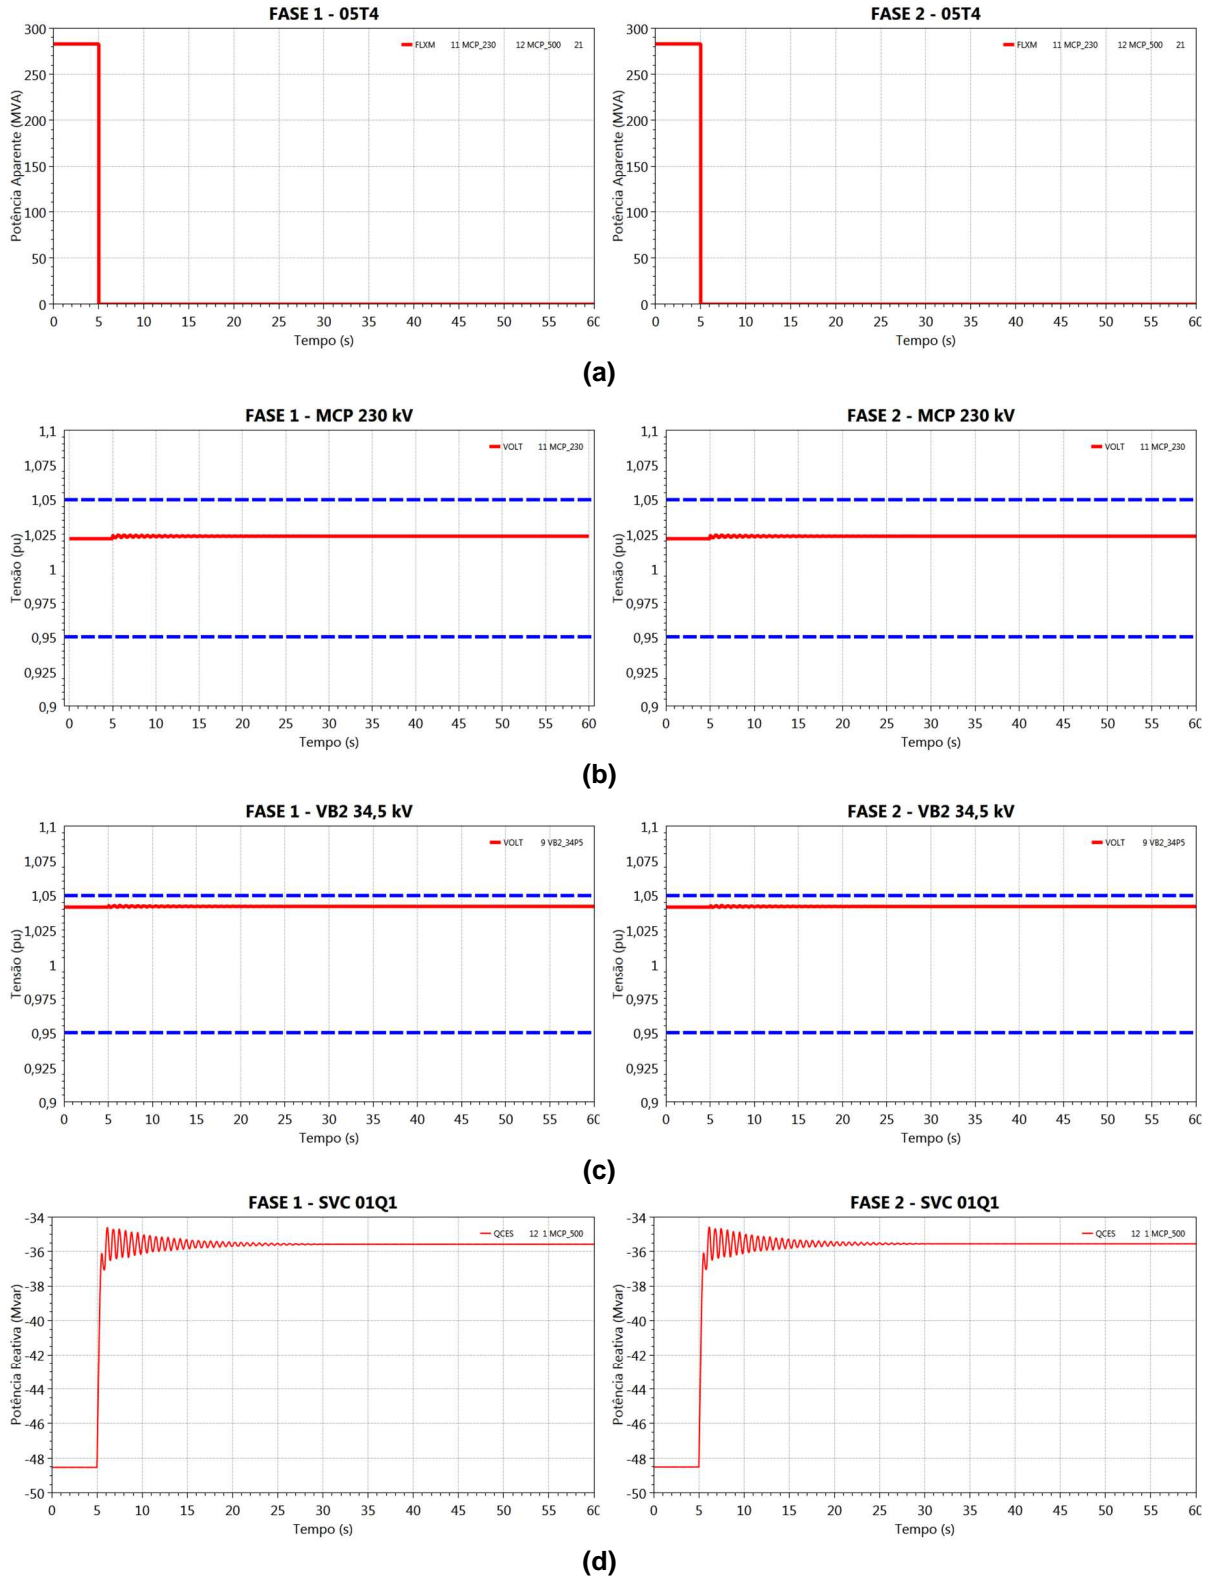 FASE 1 - 05T4
FLXM 11 MCP_230 12 MCP_500 21
300
250
200
150
100
50
0
Potência Aparente (MVA)
0 5 10 15 20 25 30 35 40 45 50 55 60
Tempo (s)
FASE 2 - 05T4
FLXM 11 MCP_230 12 MCP_500 21
300
250
200
150
100
50
0
Potência Aparente (MVA)
0 5 10 15 20 25 30 35 40 45 50 55 60
Tempo (s)
(a)
FASE 1 - MCP 230 kV
VOLT 11 MCP_230
1,1
1,075
1,05
1,025
1
0,975
0,95
0,925
0,9
Tensão (pu)
0 5 10 15 20 25 30 35 40 45 50 55 60
Tempo (s)
FASE 2 - MCP 230 kV
VOLT 11 MCP_230
1,1
1,075
1,05
1,025
1
0,975
0,95
0,925
0,9
Tensão (pu)
0 5 10 15 20 25 30 35 40 45 50 55 60
Tempo (s)
(b)
FASE 1 - VB2 34,5 kV
VOLT 9 VB2_34P5
1,1
1,075
1,05
1,025
1
0,975
0,95
0,925
0,9
Tensão (pu)
0 5 10 15 20 25 30 35 40 45 50 55 60
Tempo (s)
FASE 2 - VB2 34,5 kV
VOLT 9 VB2_34P5
1,1
1,075
1,05
1,025
1
0,975
0,95
0,925
0,9
Tensão (pu)
0 5 10 15 20 25 30 35 40 45 50 55 60
Tempo (s)
(c)
FASE 1 - SVC 01Q1
QCES 12 1 MCP_500
-34
-36
-38
-40
-42
-44
-46
-48
-50
Potência Reativa (Mvar)
0 5 10 15 20 25 30 35 40 45 50 55 60
Tempo (s)
FASE 2 - SVC 01Q1
QCES 12 1 MCP_500
-34
-36
-38
-40
-42
-44
-46
-48
-50
Potência Reativa (Mvar)
0 5 10 15 20 25 30 35 40 45 50 55 60
Tempo (s)
(d)